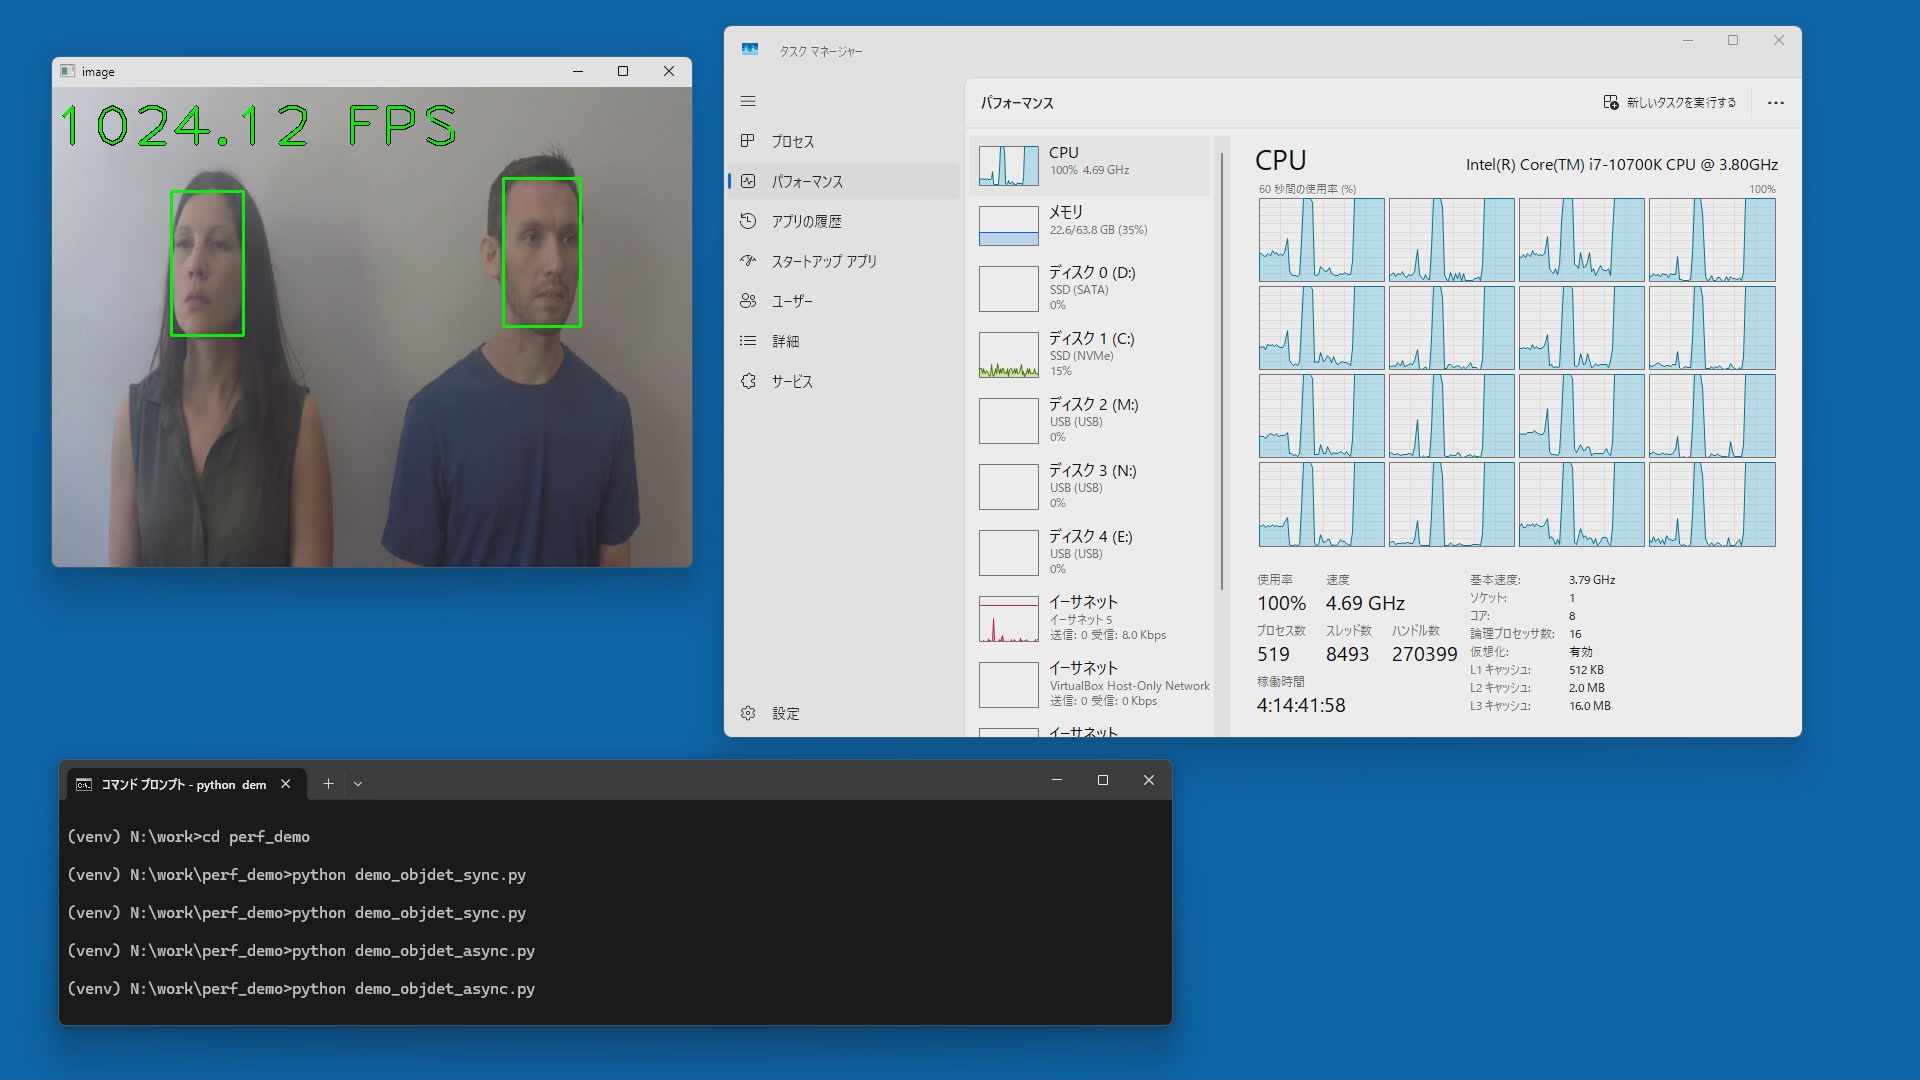 image
1024.12 FPS
タスク マネージャー
プロセス
パフォーマンス
アプリの履歴
スタートアップ アプリ
ユーザー
詳細
サービス
設定
パフォーマンス
新しいタスクを実行する
CPU
100% 4.69 GHz
メモリ
22.6/63.8 GB (35%)
ディスク 0 (D:)
SSD (SATA)
0%
ディスク 1 (C:)
SSD (NVMe)
15%
ディスク 2 (M:)
USB (USB)
0%
ディスク 3 (N:)
USB (USB)
0%
ディスク 4 (E:)
USB (USB)
0%
イーサネット
イーサネット 5
送信: 0 受信: 8.0 Kbps
イーサネット
VirtualBox Host-Only Network
送信: 0 受信: 0 Kbps
イーサネット
CPU
Intel(R) Core(TM) i7-10700K CPU @ 3.80GHz
60 秒間の使用率 (%)
100%
使用率 速度
100% 4.69 GHz
プロセス数 スレッド数 ハンドル数
519 8493 270399
稼働時間
4:14:41:58
基本速度: 3.79 GHz
ソケット: 1
コア: 8
論理プロセッサ数: 16
仮想化: 有効
L1 キャッシュ: 512 KB
L2 キャッシュ: 2.0 MB
L3 キャッシュ: 16.0 MB
コマンド プロンプト - python dem
(venv) N:\work>cd perf_demo
(venv) N:\work\perf_demo>python demo_objdet_sync.py
(venv) N:\work\perf_demo>python demo_objdet_sync.py
(venv) N:\work\perf_demo>python demo_objdet_async.py
(venv) N:\work\perf_demo>python demo_objdet_async.py